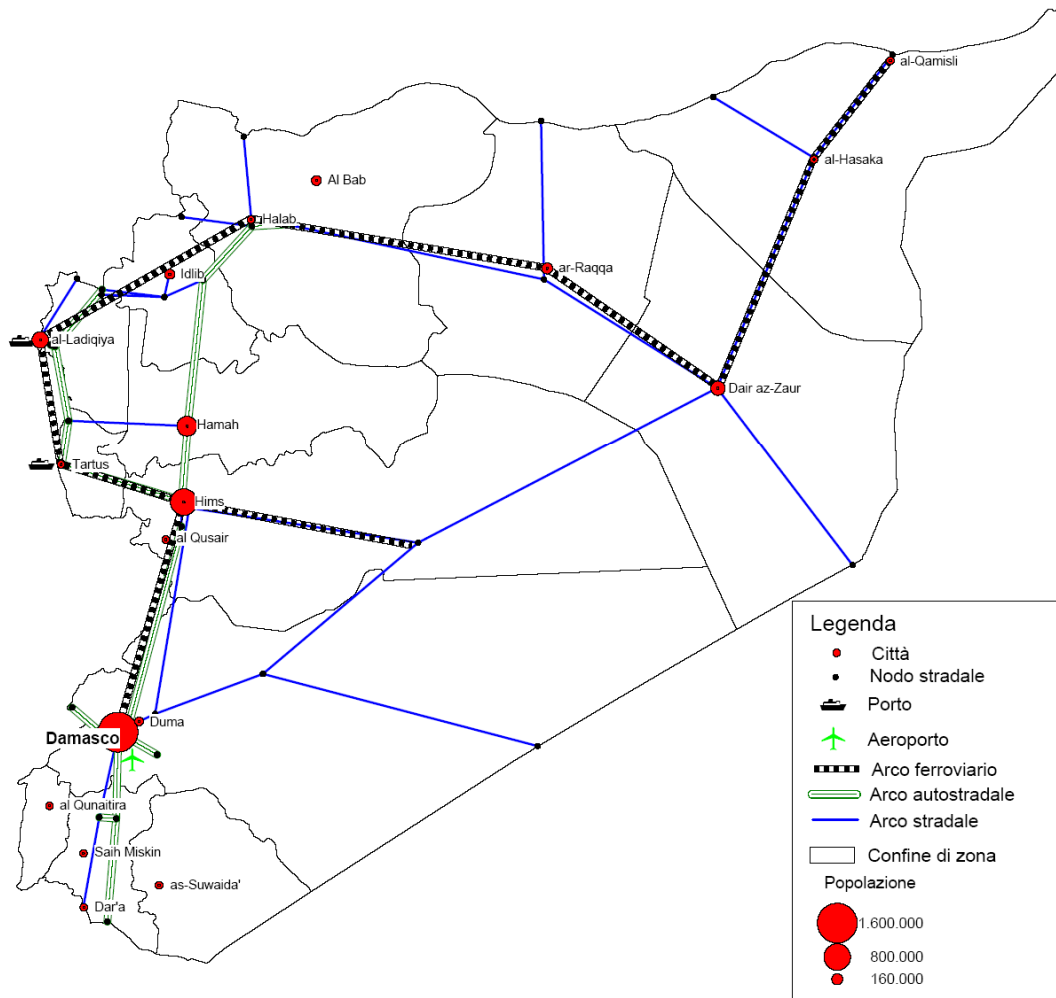 al-Qamisli
al-Hasaka
Al Bab
Halab
Idlib
ar-Raqqa
al-Ladiqiya
Dair az-Zaur
Hamah
Tartus
Hims
al Qusair
Duma
Damasco
al Qunaitira
Saih Miskin
as-Suwaida'
Dar'a
Legenda
Città
Nodo stradale
Porto
Aeroporto
Arco ferroviario
Arco autostradale
Arco stradale
Confine di zona
Popolazione
1.600.000
800.000
160.000